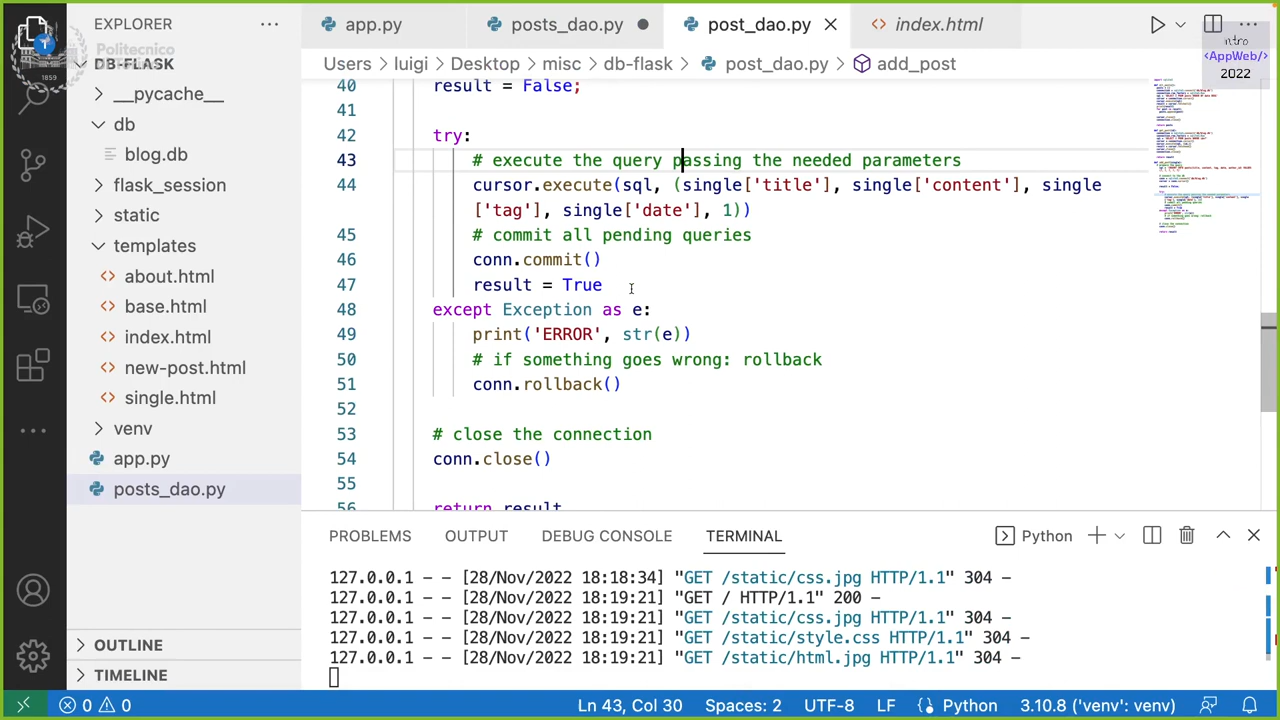 EXPLORER
app.py
posts_dao.py
post_dao.py
index.html
Politecnico
1859
intro
<AppWeb/>
2022
DB-FLASK
Users > luigi > Desktop > misc > db-flask > post_dao.py > add_post
__pycache__
db
blog.db
flask_session
static
templates
about.html
base.html
index.html
new-post.html
single.html
venv
app.py
posts_dao.py
OUTLINE
TIMELINE
40 result = False;
41
42 try:
43 # execute the query passing the needed parameters
44 cursor.execute(sql, (single['title'], single['content'], single
['tag'], single['date'], 1))
45 # commit all pending queries
46 conn.commit()
47 result = True
48 except Exception as e:
49 print('ERROR', str(e))
50 # if something goes wrong: rollback
51 conn.rollback()
52
53 # close the connection
54 conn.close()
55
56 return result
PROBLEMS OUTPUT DEBUG CONSOLE TERMINAL
Python
127.0.0.1 - - [28/Nov/2022 18:18:34] "GET /static/css.jpg HTTP/1.1" 304 -
127.0.0.1 - - [28/Nov/2022 18:19:21] "GET / HTTP/1.1" 200 -
127.0.0.1 - - [28/Nov/2022 18:19:21] "GET /static/css.jpg HTTP/1.1" 304 -
127.0.0.1 - - [28/Nov/2022 18:19:21] "GET /static/style.css HTTP/1.1" 304 -
127.0.0.1 - - [28/Nov/2022 18:19:21] "GET /static/html.jpg HTTP/1.1" 304 -
0 0 Ln 43, Col 30 Spaces: 2 UTF-8 LF Python 3.10.8 ('venv': venv)